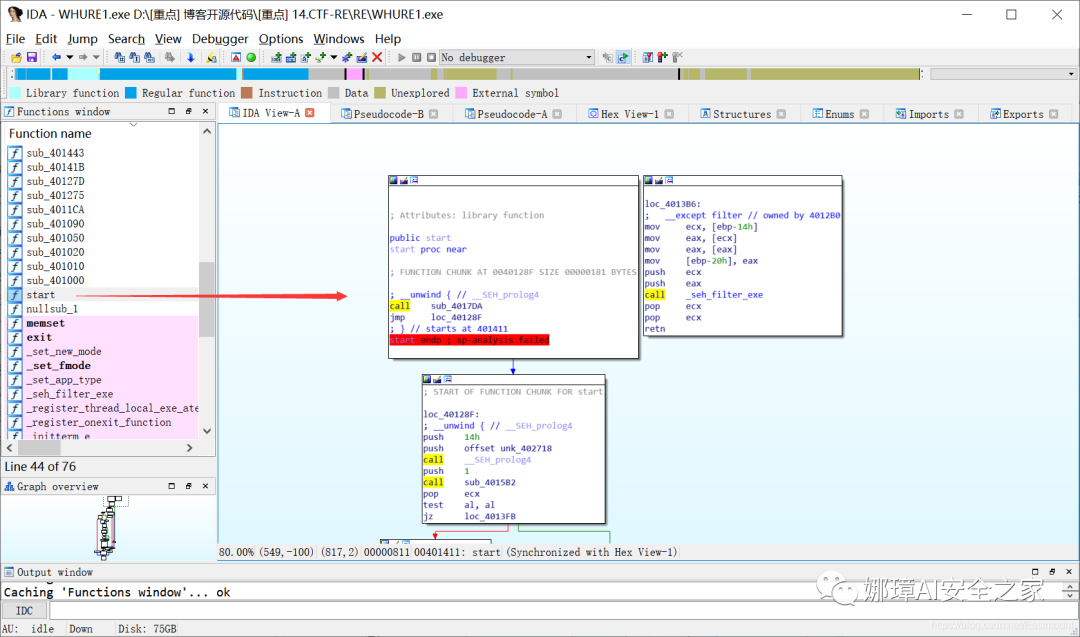 IDA - WHURE1.exe D:\[重点] 博客开源代码\[重点] 14.CTF-RE\RE\WHURE1.exe
File Edit Jump Search View Debugger Options Windows Help
No debugger
Library function Regular function Instruction Data Unexplored External symbol
Functions window
IDA View-A Pseudocode-B Pseudocode-A Hex View-1 Structures Enums Imports Exports
Function name
sub_401443
sub_40141B
sub_40127D
sub_401275
sub_4011CA
sub_401090
sub_401050
sub_401020
sub_401010
sub_401000
start
nullsub_1
memset
exit
_set_new_mode
_set_fmode
_set_app_type
_seh_filter_exe
_register_thread_local_exe_ate
_register_onexit_function
_initterm_e
Line 44 of 76
Graph overview
; Attributes: library function
public start
start proc near
; FUNCTION CHUNK AT 0040128F SIZE 00000181 BYTES
; __unwind { // __SEH_prolog4
call sub_4017DA
jmp loc_40128F
; } // starts at 401411
start endp ; sp-analysis failed
loc_4013B6:
; __except filter // owned by 4012B0
mov ecx, [ebp-14h]
mov eax, [ecx]
mov eax, [eax]
mov [ebp-20h], eax
push ecx
push eax
call _seh_filter_exe
pop ecx
pop ecx
retn
; START OF FUNCTION CHUNK FOR start
loc_40128F:
; __unwind { // __SEH_prolog4
push 14h
push offset unk_402718
call __SEH_prolog4
push 1
call sub_4015B2
pop ecx
test al, al
jz loc_4013FB
80.00% (549,-100) (817,2) 00000811 00401411: start (Synchronized with Hex View-1)
Output window
Caching 'Functions window'... ok
IDC
AU: idle Down Disk: 75GB
娜璋AI安全之家